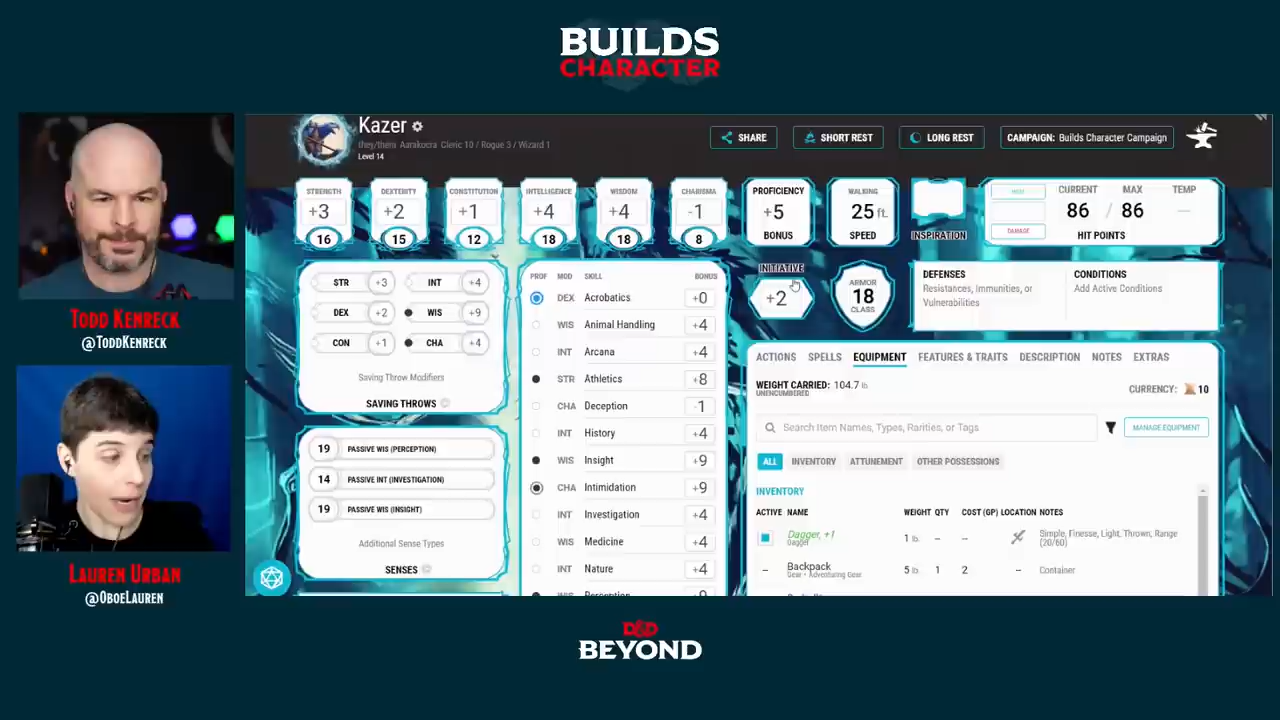 BUILDS
CHARACTER
Kazer
they/them Aarakocra Cleric 10 / Rogue 3 / Wizard 1
Level 14
SHARE
SHORT REST
LONG REST
CAMPAIGN: Builds Character Campaign
STRENGTH
+3
16
DEXTERITY
+2
15
CONSTITUTION
+1
12
INTELLIGENCE
+4
18
WISDOM
+4
18
CHARISMA
-1
8
PROFICIENCY
+5
BONUS
WALKING
25 ft.
SPEED
INSPIRATION
HEAL
DAMAGE
CURRENT MAX TEMP
86 / 86 —
HIT POINTS
STR +3 INT +4
DEX +2 WIS +9
CON +1 CHA +4
Saving Throw Modifiers
SAVING THROWS
19 PASSIVE WIS (PERCEPTION)
14 PASSIVE INT (INVESTIGATION)
19 PASSIVE WIS (INSIGHT)
Additional Sense Types
SENSES
PROF MOD SKILL BONUS
DEX Acrobatics +0
WIS Animal Handling +4
INT Arcana +4
STR Athletics +8
CHA Deception -1
INT History +4
WIS Insight +9
CHA Intimidation +9
INT Investigation +4
WIS Medicine +4
INT Nature +4
WIS Perception +9
INITIATIVE
+2
ARMOR
18
CLASS
DEFENSES
Resistances, Immunities, or
Vulnerabilities
CONDITIONS
Add Active Conditions
ACTIONS SPELLS EQUIPMENT FEATURES & TRAITS DESCRIPTION NOTES EXTRAS
WEIGHT CARRIED: 104.7 lb
UNENCUMBERED
CURRENCY: 10
Search Item Names, Types, Rarities, or Tags
MANAGE EQUIPMENT
ALL INVENTORY ATTUNEMENT OTHER POSSESSIONS
INVENTORY
ACTIVE NAME WEIGHT QTY COST (GP) LOCATION NOTES
Dagger, +1 1 lb. -- -- Simple, Finesse, Light, Thrown, Range
Dagger (20/60)
-- Backpack 5 lb. 1 2 -- Container
Gear • Adventuring Gear
TODD KENRECK
@TODDKENRECK
LAUREN URBAN
@OBOELAUREN
D&D
BEYOND